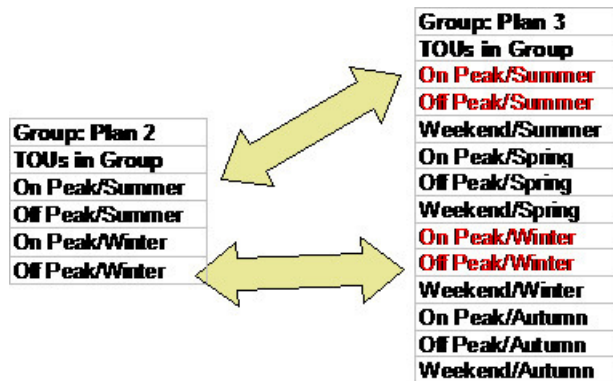 Group: Plan 2
TOUs in Group
On Peak/Summer
Off Peak/Summer
On Peak/Winter
Off Peak/Winter
Group: Plan 3
TOUs in Group
On Peak/Summer
Off Peak/Summer
Weekend/Summer
On Peak/Spring
Off Peak/Spring
Weekend/Spring
On Peak/Winter
Off Peak/Winter
Weekend/Winter
On Peak/Autumn
Off Peak/Autumn
Weekend/Autumn